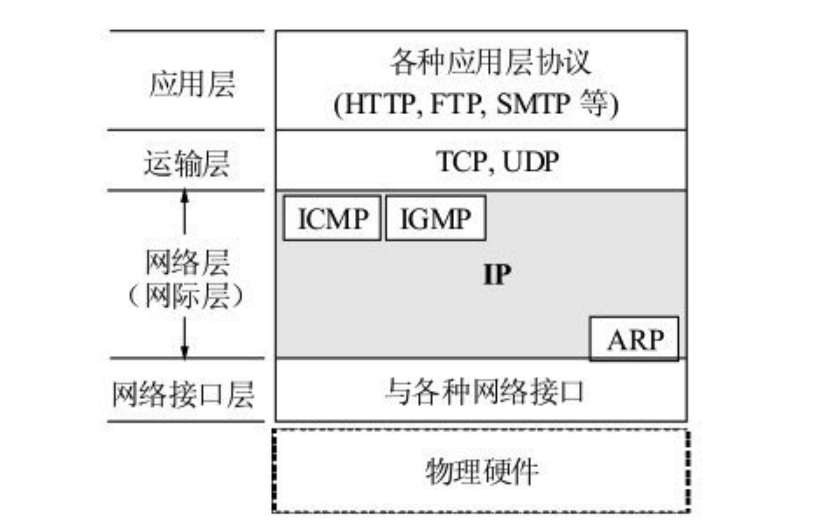 应用层
各种应用层协议
(HTTP, FTP, SMTP 等)
运输层
TCP, UDP
ICMP
IGMP
网络层
（网际层）
IP
ARP
网络接口层
与各种网络接口
物理硬件